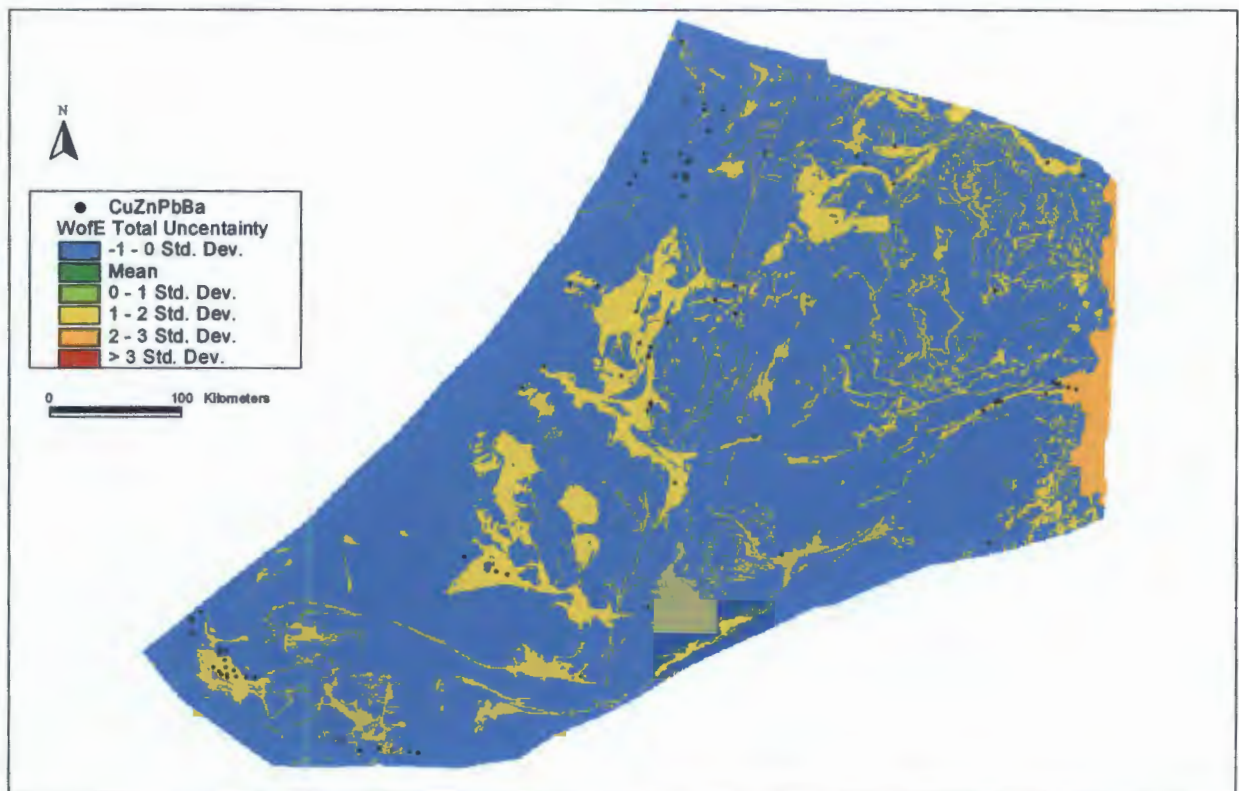 N
CuZnPbBa
WofE Total Uncertainty
-1 - 0 Std. Dev.
Mean
0 - 1 Std. Dev.
1 - 2 Std. Dev.
2 - 3 Std. Dev.
> 3 Std. Dev.
0 100 Kilometers